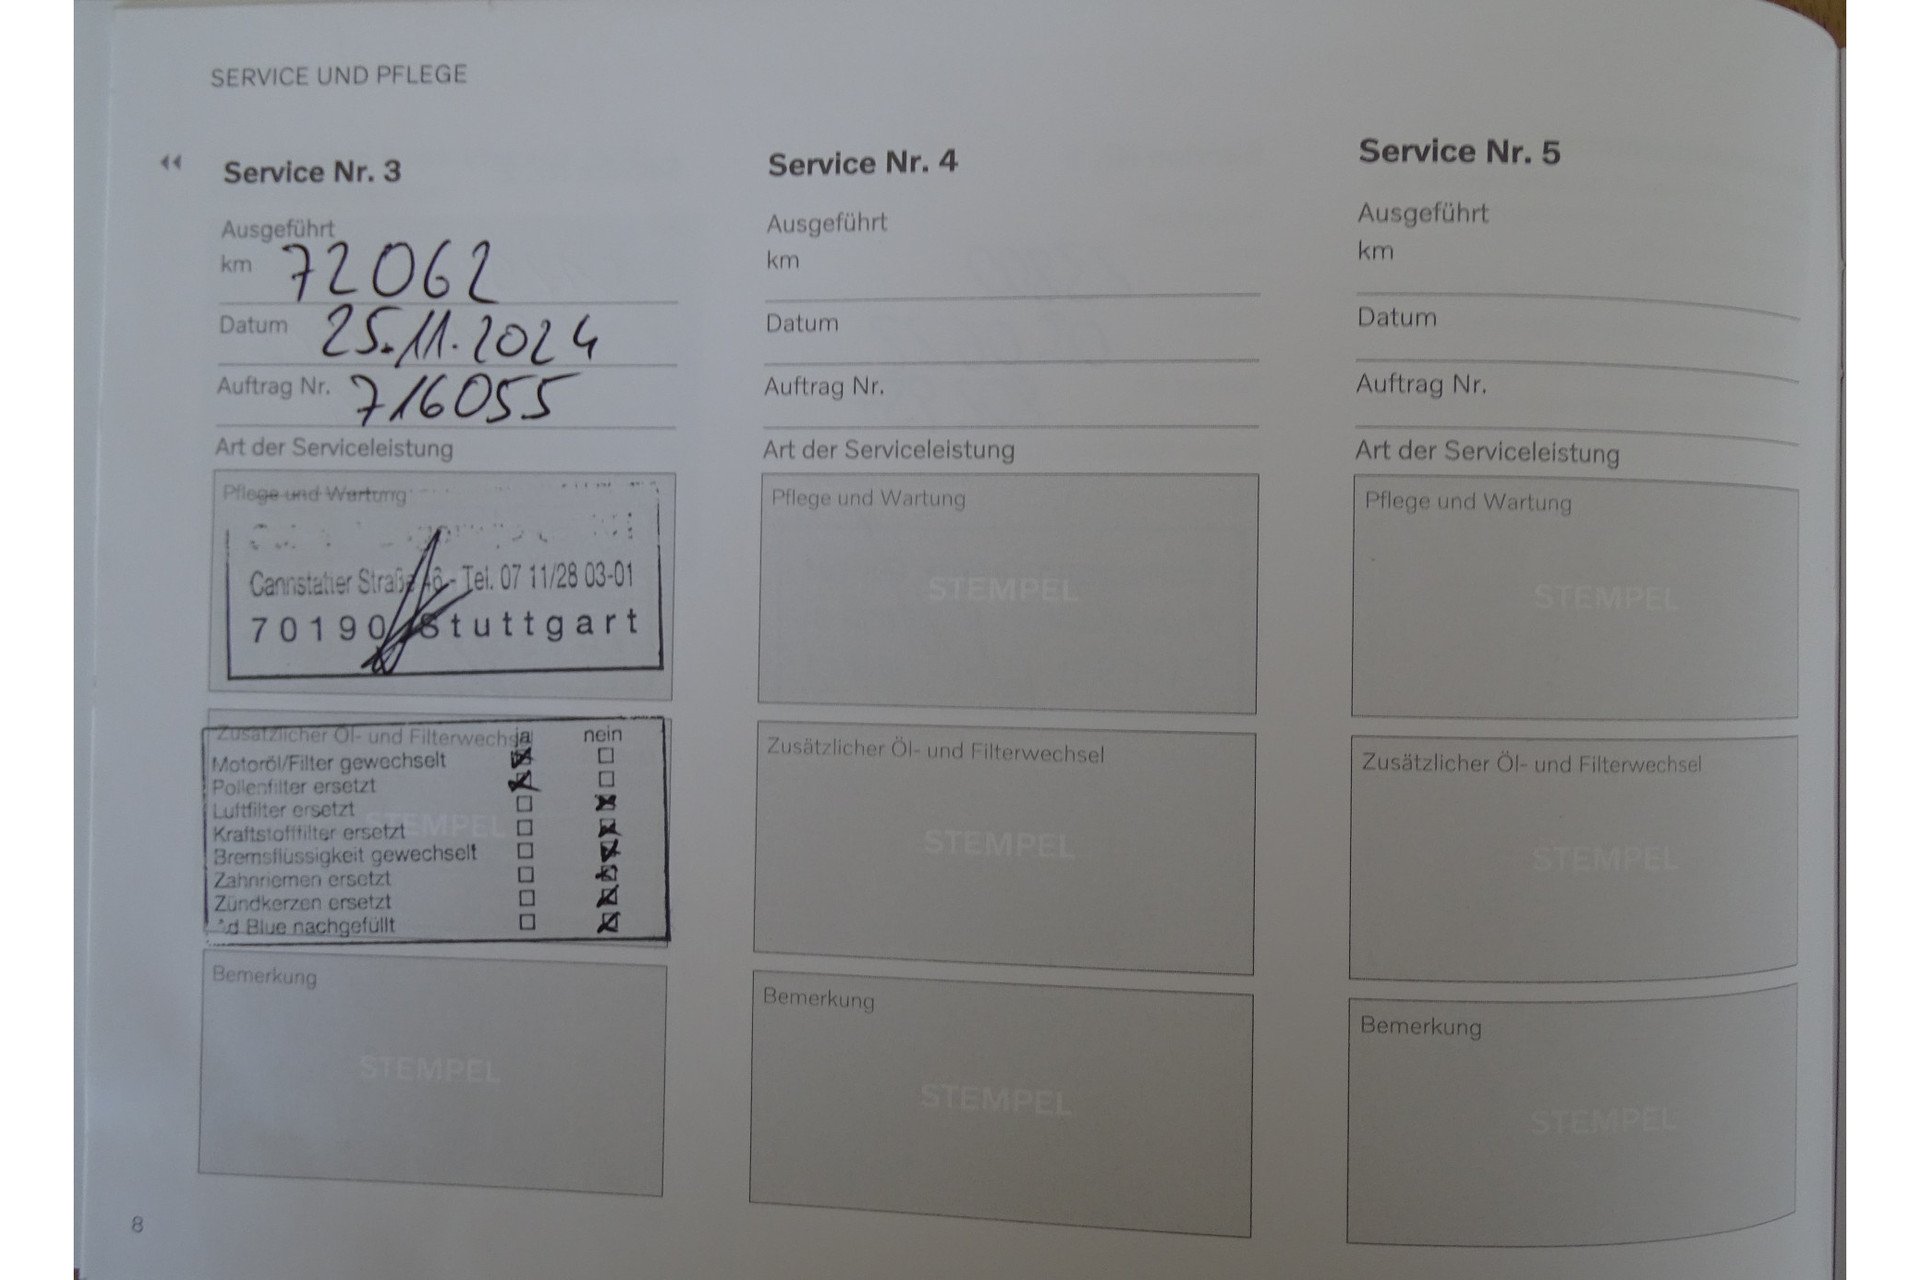 SERVICE UND PFLEGE
Service Nr. 3
Ausgeführt
km 72062
Datum 25.11.2024
Auftrag Nr. 716055
Art der Serviceleistung
Pflege und Wartung
Cannstatter Straße 46 - Tel. 07 11/28 03-01
70190 Stuttgart
Zusätzlicher Öl- und Filterwechsel
ja nein
Motoröl/Filter gewechselt
Pollenfilter ersetzt
Luftfilter ersetzt
Kraftstofffilter ersetzt
Bremsflüssigkeit gewechselt
Zahnriemen ersetzt
Zündkerzen ersetzt
Ad Blue nachgefüllt
STEMPEL
Bemerkung
STEMPEL
8
Service Nr. 4
Ausgeführt
km
Datum
Auftrag Nr.
Art der Serviceleistung
Pflege und Wartung
STEMPEL
Zusätzlicher Öl- und Filterwechsel
STEMPEL
Bemerkung
STEMPEL
Service Nr. 5
Ausgeführt
km
Datum
Auftrag Nr.
Art der Serviceleistung
Pflege und Wartung
STEMPEL
Zusätzlicher Öl- und Filterwechsel
STEMPEL
Bemerkung
STEMPEL